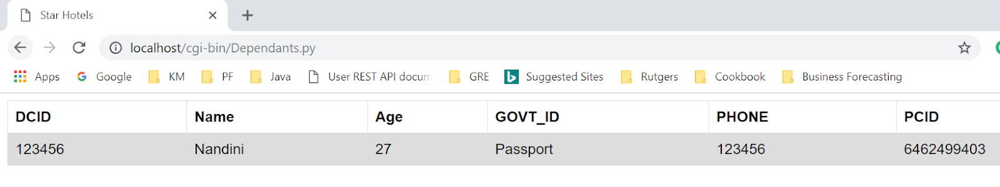 Star Hotels
localhost/cgi-bin/Dependants.py
Apps Google KM PF Java User REST API docum GRE Suggested Sites Rutgers Cookbook Business Forecasting
DCID Name Age GOVT_ID PHONE PCID
123456 Nandini 27 Passport 123456 6462499403